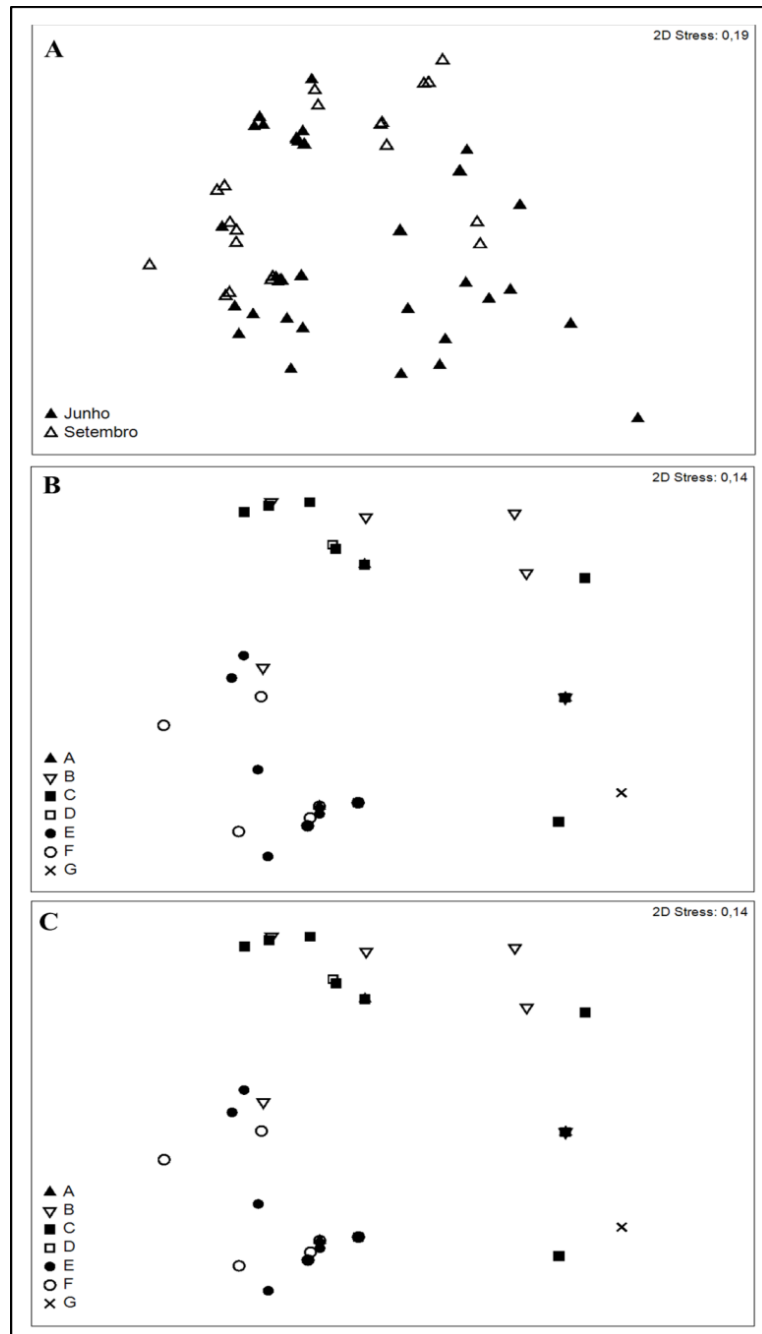 A
2D Stress: 0,19
Junho
Setembro
B
2D Stress: 0,14
A
B
C
D
E
F
G
C
2D Stress: 0,14
A
B
C
D
E
F
G